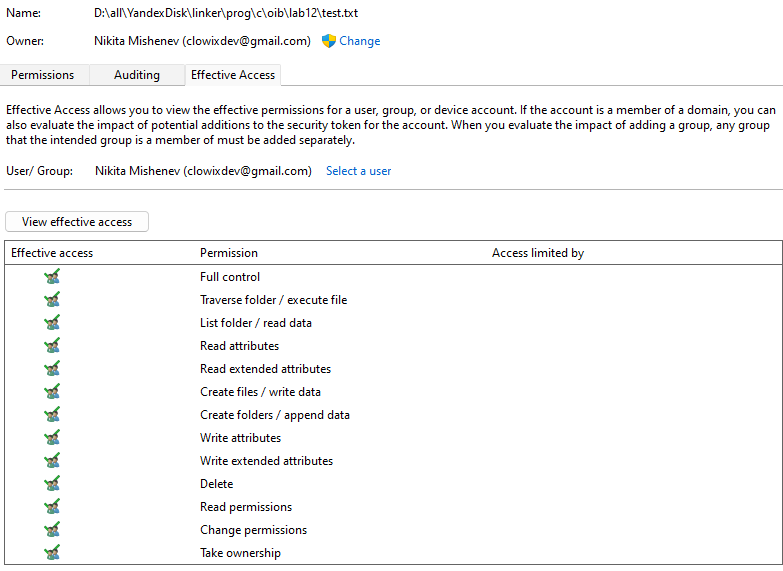 Name: D:\all\YandexDisk\linker\prog\c\oib\lab12\test.txt
Owner: Nikita Mishenev (clowixdev@gmail.com) Change
Permissions Auditing Effective Access
Effective Access allows you to view the effective permissions for a user, group, or device account. If the account is a member of a domain, you can
also evaluate the impact of potential additions to the security token for the account. When you evaluate the impact of adding a group, any group
that the intended group is a member of must be added separately.
User/ Group: Nikita Mishenev (clowixdev@gmail.com) Select a user
View effective access
Effective access Permission Access limited by
Full control
Traverse folder / execute file
List folder / read data
Read attributes
Read extended attributes
Create files / write data
Create folders / append data
Write attributes
Write extended attributes
Delete
Read permissions
Change permissions
Take ownership